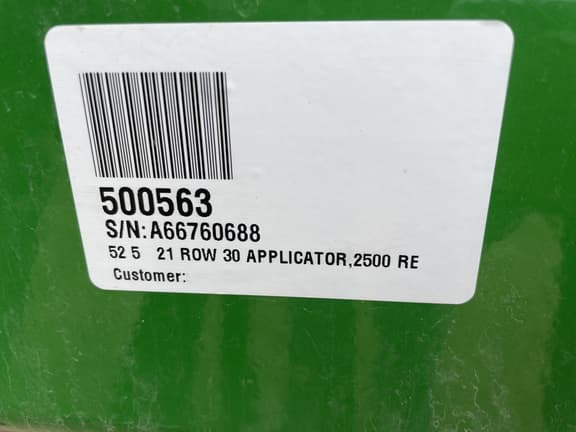 500563
S/N:A66760688
52 5 21 ROW 30 APPLICATOR,2500 RE
Customer: